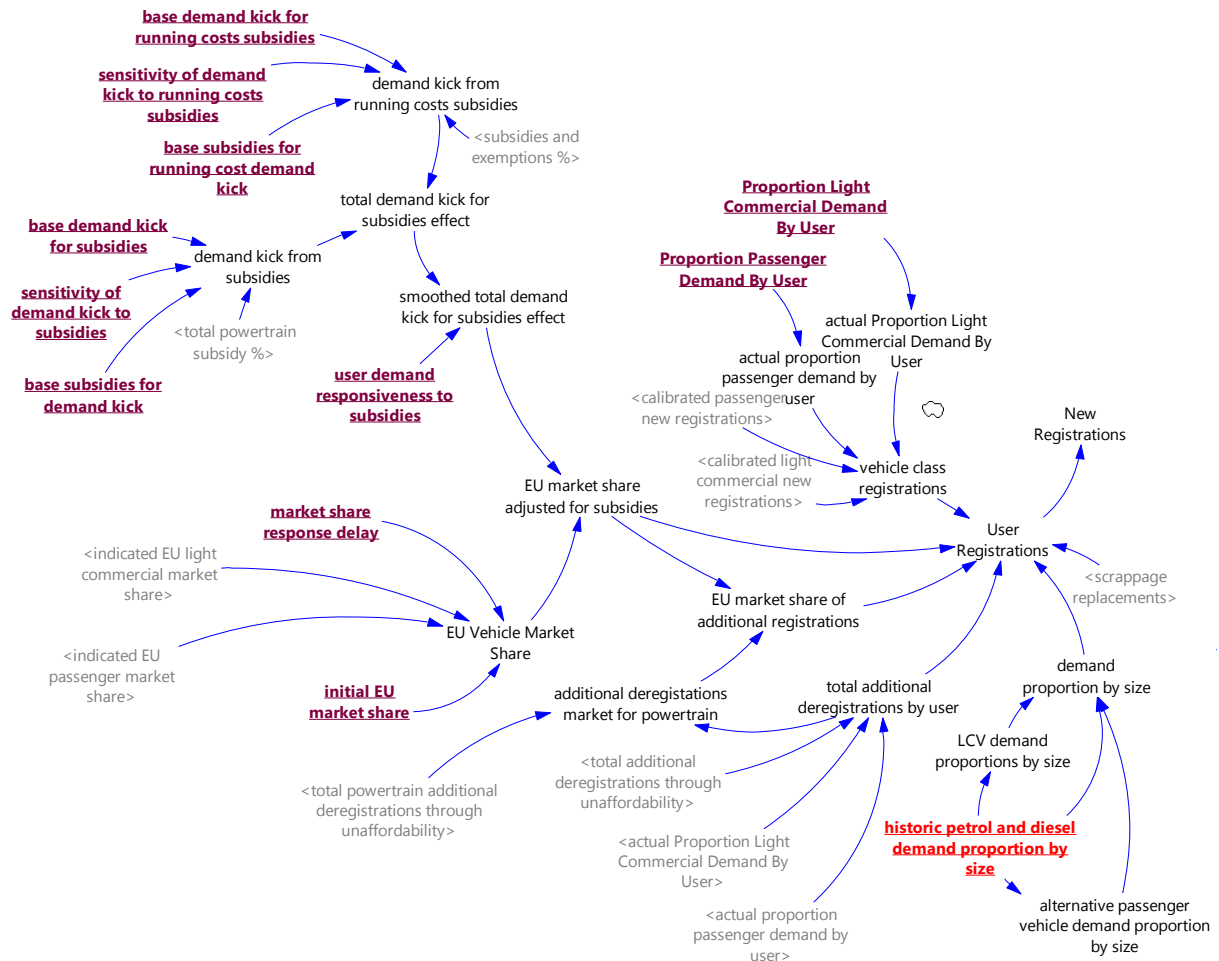 base demand kick for
running costs subsidies
sensitivity of demand
kick to running costs
subsidies
demand kick from
running costs subsidies
<subsidies and
exemptions %>
base subsidies for
running cost demand
kick
total demand kick for
subsidies effect
base demand kick
for subsidies
demand kick from
subsidies
sensitivity of
demand kick to
subsidies
<total powertrain
subsidy %>
base subsidies for
demand kick
smoothed total demand
kick for subsidies effect
user demand
responsiveness to
subsidies
Proportion Light
Commercial Demand
By User
Proportion Passenger
Demand By User
actual Proportion Light
Commercial Demand By
User
actual proportion
passenger demand by
user
<calibrated passenger
new registrations>
<calibrated light
commercial new
registrations>
vehicle class
registrations
New
Registrations
EU market share
adjusted for subsidies
market share
response delay
<indicated EU light
commercial market
share>
User
Registrations
<scrappage
replacements>
EU market share of
additional registrations
EU Vehicle Market
Share
<indicated EU
passenger market
share>
initial EU
market share
additional deregistations
market for powertrain
total additional
deregistrations by user
demand
proportion by size
LCV demand
proportions by size
<total powertrain additional
deregistrations through
unaffordability>
<total additional
deregistrations through
unaffordability>
<actual Proportion Light
Commercial Demand By
User>
historic petrol and diesel
demand proportion by
size
<actual proportion
passenger demand by
user>
alternative passenger
vehicle demand proportion
by size